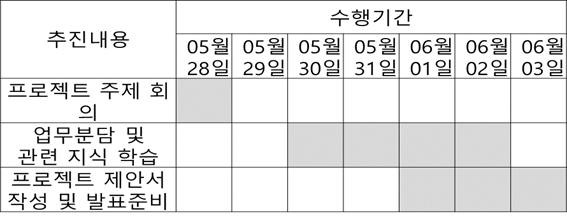 추진내용
수행기간
05월 05월 05월 05월 06월 06월 06월
28일 29일 30일 31일 01일 02일 03일
프로젝트 주제 회
의
업무분담 및
관련 지식 학습
프로젝트 제안서
작성 및 발표준비